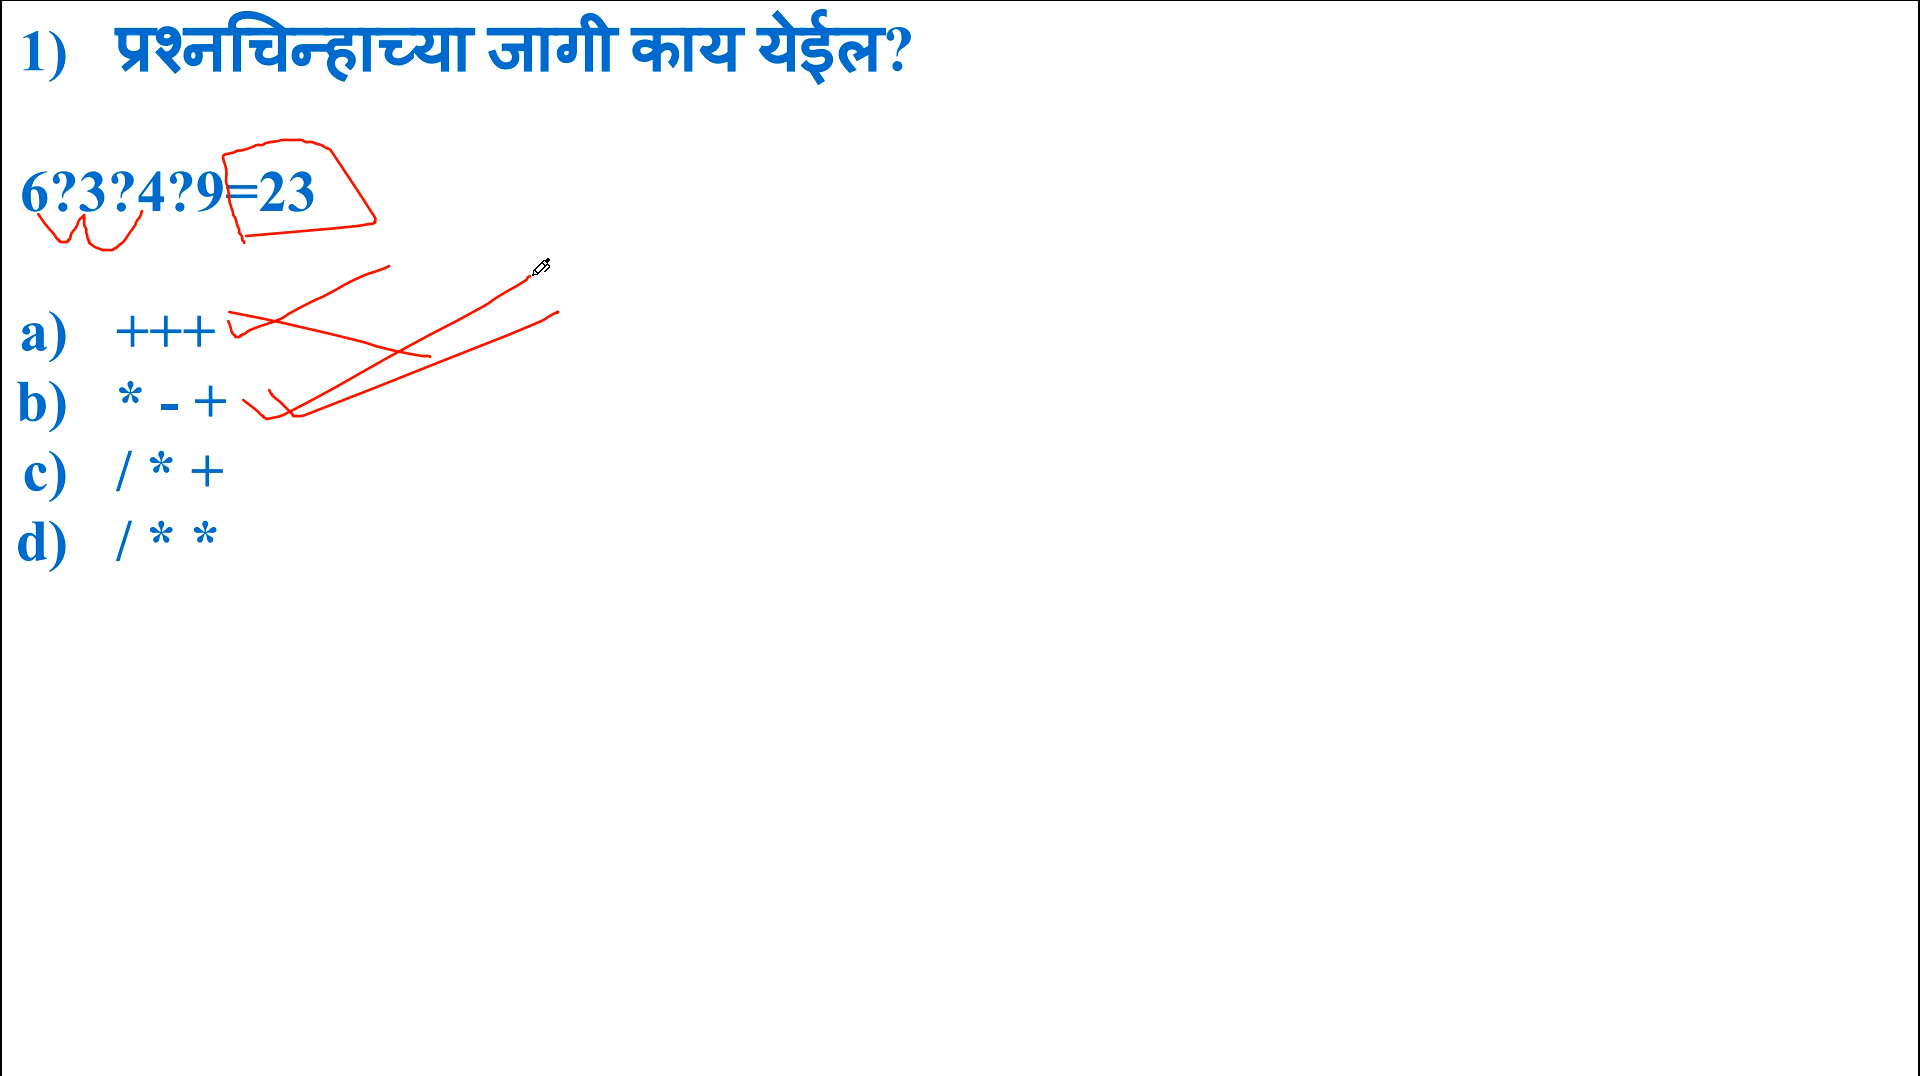 1) प्रश्नचिन्हाच्या जागी काय येईल?
6?3?4?9=23
a) +++
b) * - +
c) / * +
d) / * *